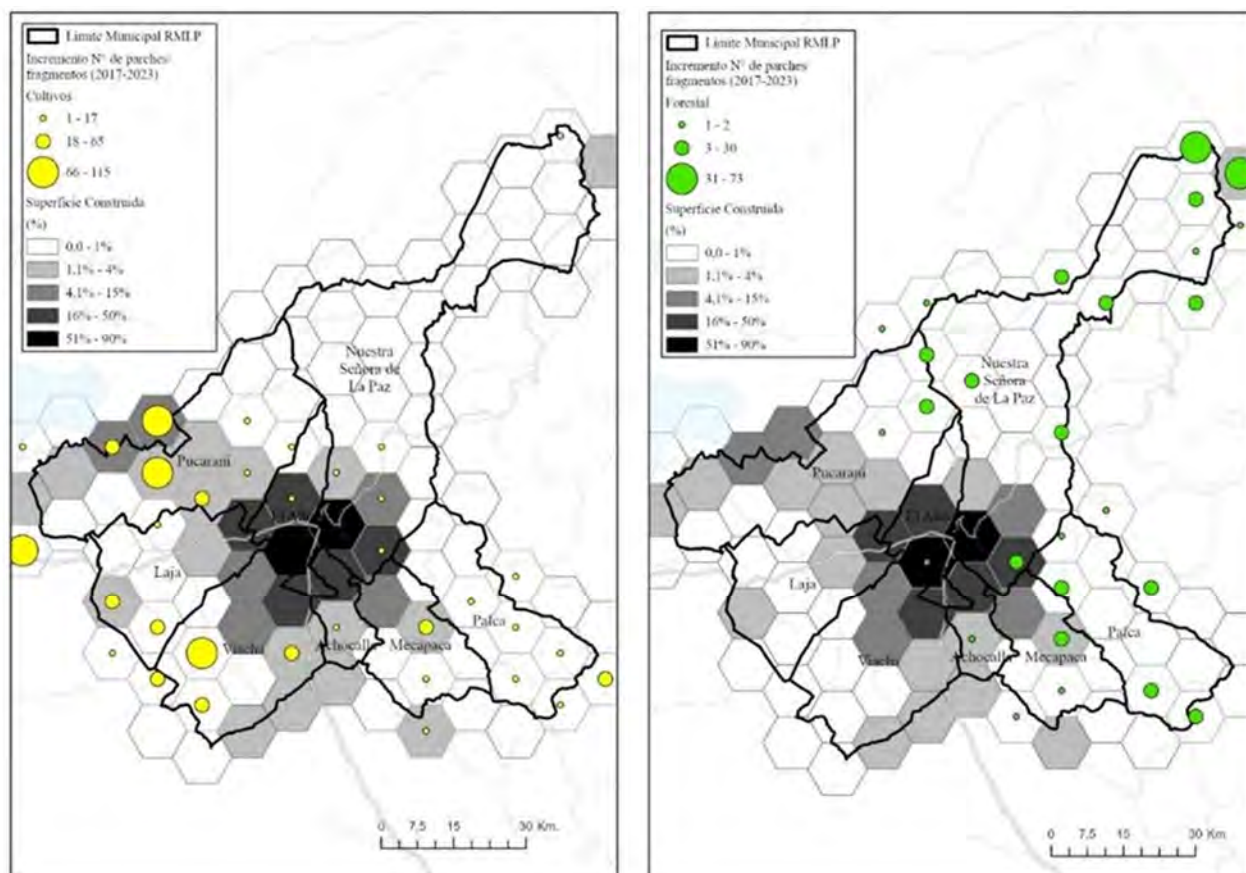 Límite Municipal RMLP
Incremento N° de parches/
fragmentos (2017-2023)
Cultivos
1 - 17
18 - 65
66 - 115
Superficie Construida
(%)
0.0 - 1%
1.1% - 4%
4.1% - 15%
16% - 50%
51% - 90%
Nuestra
Señora de
La Paz
Pucarani
El Alto
Laja
Viacha
Achocalla
Mecapaca
Palca
0 7,5 15 30 Km.
Límite Municipal RMLP
Incremento N° de parches/
fragmentos (2017-2023)
Forestal
1 - 2
3 - 30
31 - 73
Superficie Construida
(%)
0,0 - 1%
1.1% - 4%
4,1% - 15%
16% - 50%
51% - 90%
Nuestra
Señora
de La Paz
Pucarani
El Alto
Laja
Viacha
Achocalla
Mecapaca
Palca
0 7,5 15 30 Km.